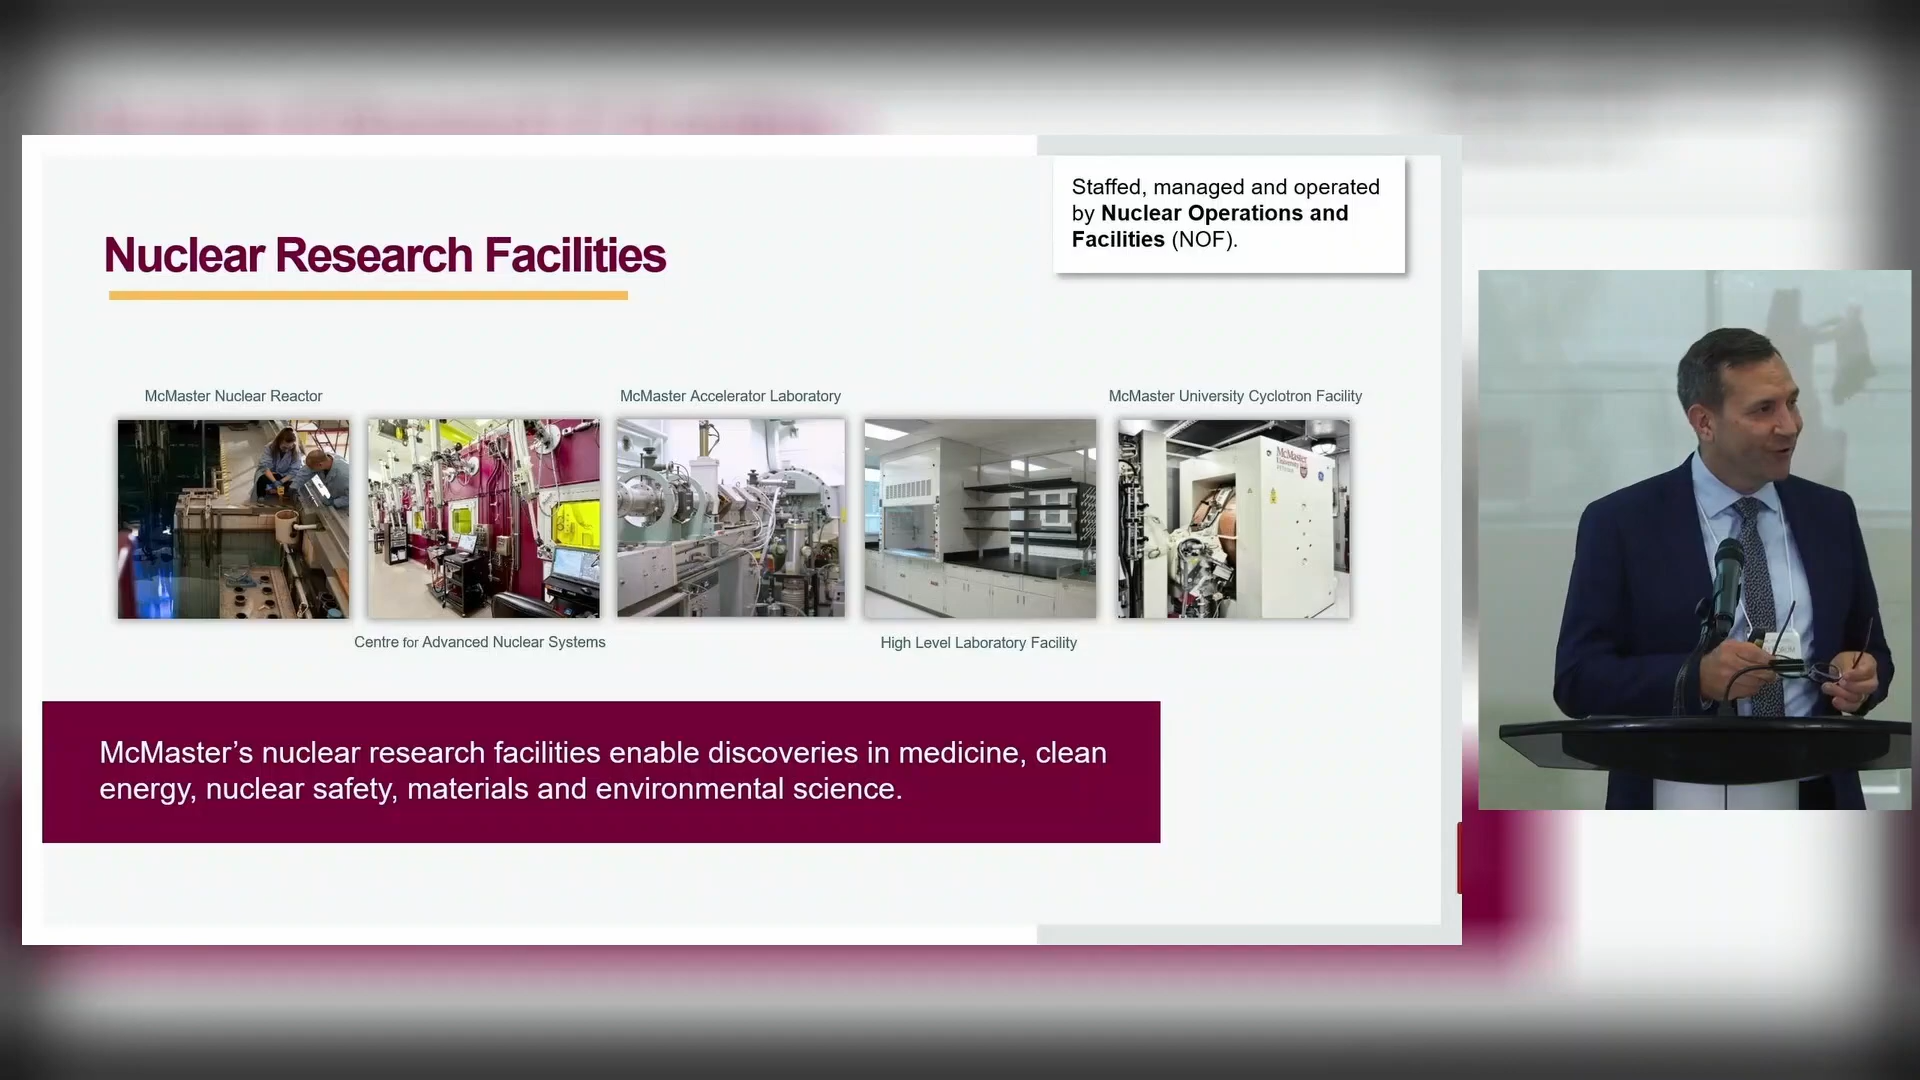 Staffed, managed and operated
by Nuclear Operations and
Facilities (NOF).
Nuclear Research Facilities
McMaster Nuclear Reactor
McMaster Accelerator Laboratory
McMaster University Cyclotron Facility
McMaster
University
Centre for Advanced Nuclear Systems
High Level Laboratory Facility
McMaster’s nuclear research facilities enable discoveries in medicine, clean
energy, nuclear safety, materials and environmental science.